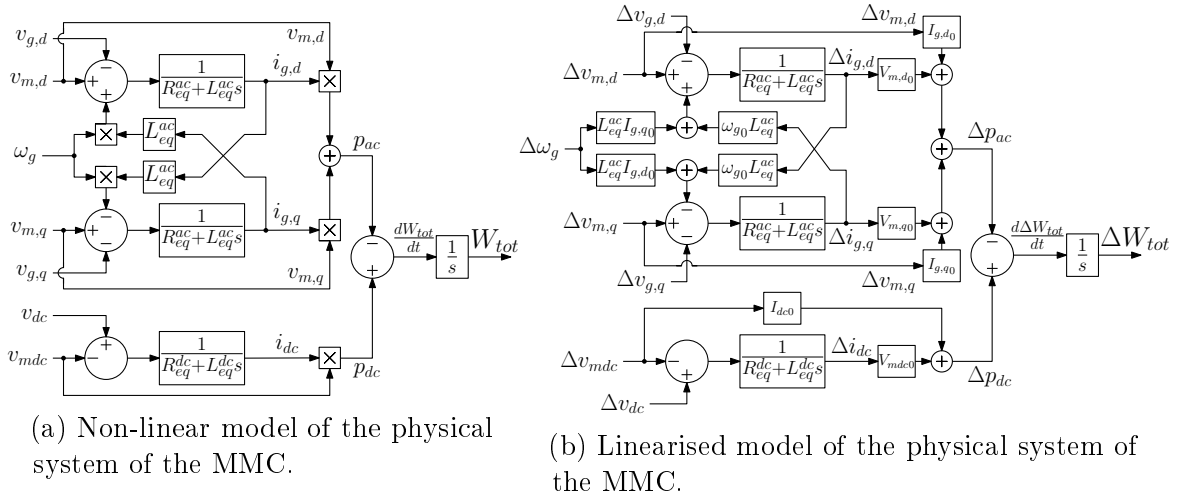 v_{g,d}
v_{m,d}
v_{m,d}
− + +
1 / R_{eq}^{ac}+L_{eq}^{ac}s
i_{g,d}
×
× L_{eq}^{ac}
ω_g
+ p_{ac}
× L_{eq}^{ac}
v_{m,q}
− + −
1 / R_{eq}^{ac}+L_{eq}^{ac}s
i_{g,q}
×
v_{g,q}
v_{m,q}
− +
dW_{tot} / dt
1 / s
W_{tot}
v_{dc}
v_{mdc}
+ −
1 / R_{eq}^{dc}+L_{eq}^{dc}s
i_{dc}
×
p_{dc}
(a) Non-linear model of the physical
system of the MMC.
Δv_{g,d}
Δv_{m,d}
I_{g,d_0}
Δv_{m,d}
− + +
1 / R_{eq}^{ac}+L_{eq}^{ac}s
Δi_{g,d}
V_{m,d_0}
+
L_{eq}^{ac}I_{g,q_0} + ω_{g0}L_{eq}^{ac}
Δω_g
+ Δp_{ac}
L_{eq}^{ac}I_{g,d_0} + ω_{g0}L_{eq}^{ac}
Δv_{m,q}
− + −
1 / R_{eq}^{ac}+L_{eq}^{ac}s
Δi_{g,q}
V_{m,q_0}
+
Δv_{g,q}
Δv_{m,q}
I_{g,q_0}
− +
dΔW_{tot} / dt
1 / s
ΔW_{tot}
I_{dc0}
Δv_{mdc}
− +
1 / R_{eq}^{dc}+L_{eq}^{dc}s
Δi_{dc}
V_{mdc0}
+
Δp_{dc}
Δv_{dc}
(b) Linearised model of the physical system of
the MMC.